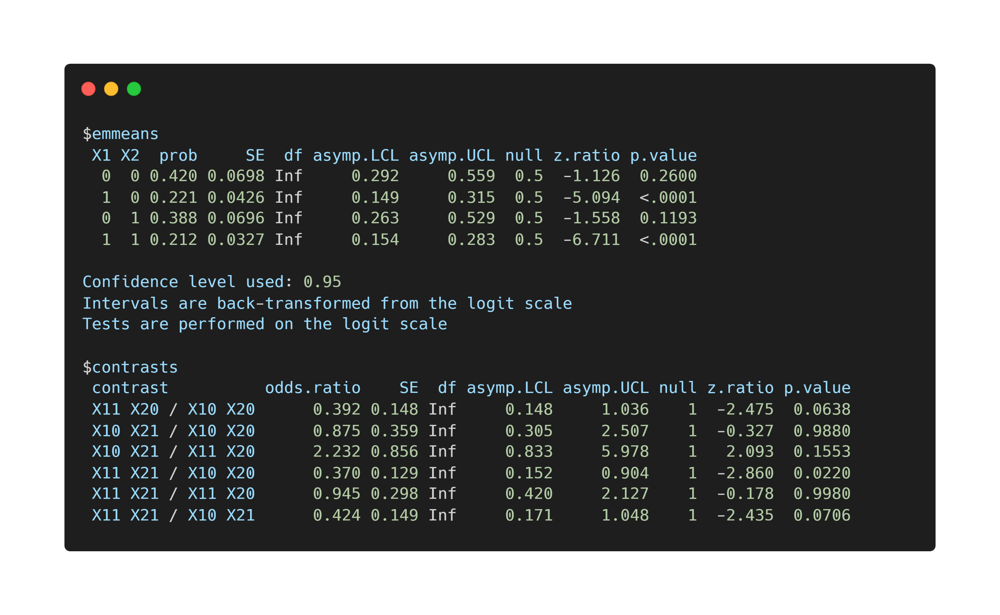 $emmeans
 X1 X2  prob     SE  df asymp.LCL asymp.UCL null z.ratio p.value
  0  0 0.420 0.0698 Inf     0.292     0.559  0.5  -1.126  0.2600
  1  0 0.221 0.0426 Inf     0.149     0.315  0.5  -5.094  <.0001
  0  1 0.388 0.0696 Inf     0.263     0.529  0.5  -1.558  0.1193
  1  1 0.212 0.0327 Inf     0.154     0.283  0.5  -6.711  <.0001
Confidence level used: 0.95
Intervals are back-transformed from the logit scale
Tests are performed on the logit scale
$contrasts
 contrast          odds.ratio    SE  df asymp.LCL asymp.UCL null z.ratio p.value
 X11 X20 / X10 X20      0.392 0.148 Inf     0.148     1.036    1  -2.475  0.0638
 X10 X21 / X10 X20      0.875 0.359 Inf     0.305     2.507    1  -0.327  0.9880
 X10 X21 / X11 X20      2.232 0.856 Inf     0.833     5.978    1   2.093  0.1553
 X11 X21 / X10 X20      0.370 0.129 Inf     0.152     0.904    1  -2.860  0.0220
 X11 X21 / X11 X20      0.945 0.298 Inf     0.420     2.127    1  -0.178  0.9980
 X11 X21 / X10 X21      0.424 0.149 Inf     0.171     1.048    1  -2.435  0.0706